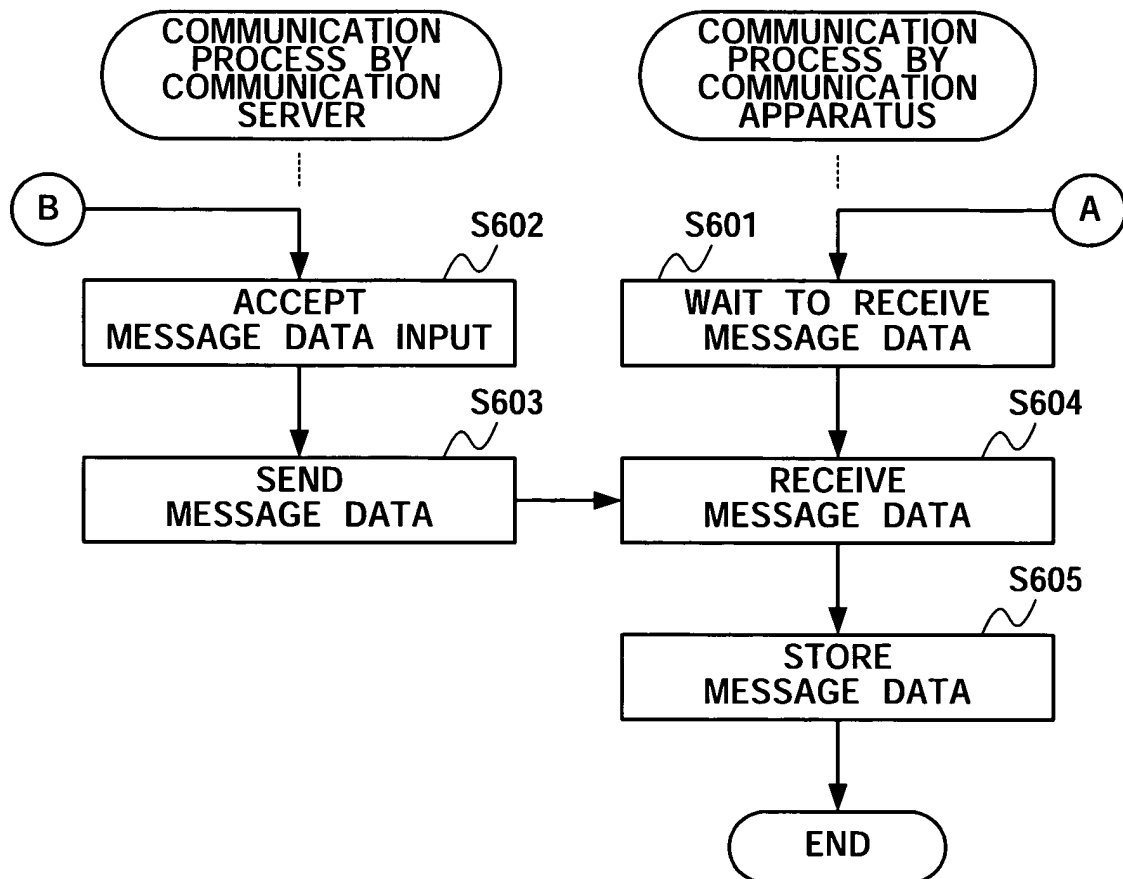 COMMUNICATION
PROCESS BY
COMMUNICATION
SERVER
COMMUNICATION
PROCESS BY
COMMUNICATION
APPARATUS
B
A
S602
S601
ACCEPT
MESSAGE DATA INPUT
WAIT TO RECEIVE
MESSAGE DATA
S603
S604
SEND
MESSAGE DATA
RECEIVE
MESSAGE DATA
S605
STORE
MESSAGE DATA
END